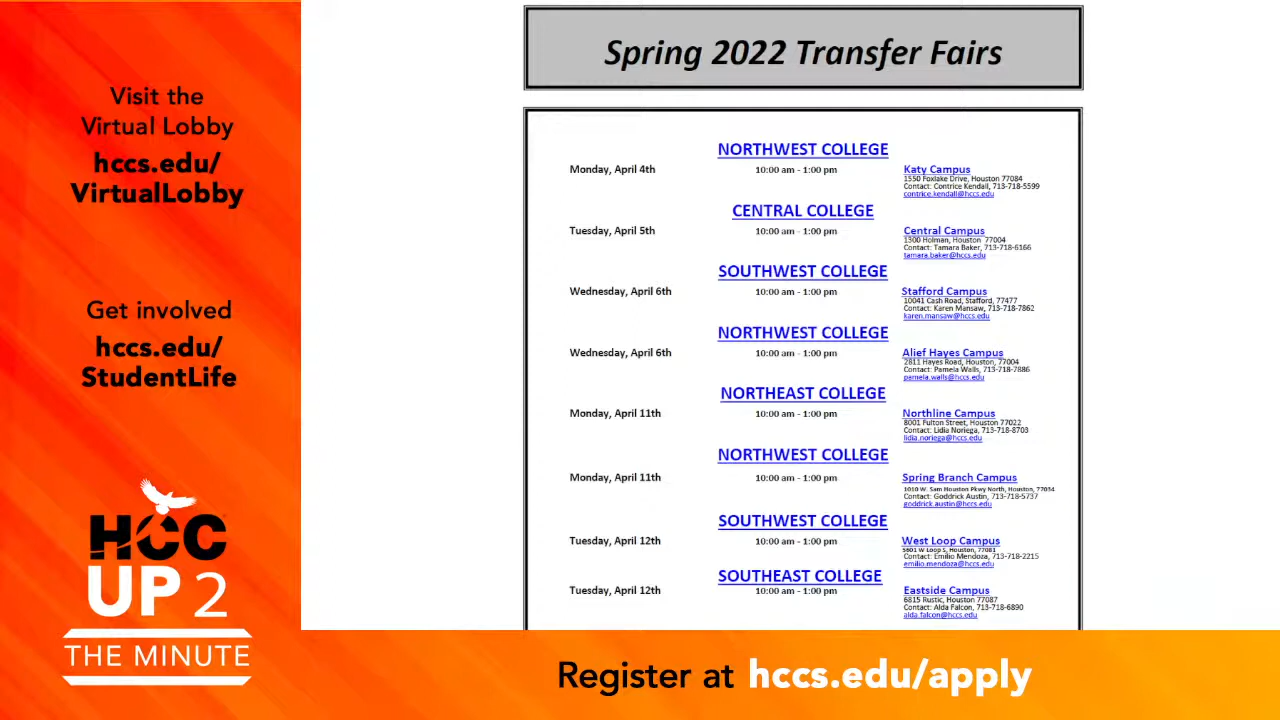 Visit the
Virtual Lobby
hccs.edu/
VirtualLobby
Get involved
hccs.edu/
StudentLife
HCC
UP 2
THE MINUTE
Spring 2022 Transfer Fairs
NORTHWEST COLLEGE
Monday, April 4th 10:00 am - 1:00 pm Katy Campus
1550 Foxlake Drive, Houston 77084
Contact: Contrice Kendall, 713-718-5599
contrice.kendall@hccs.edu
CENTRAL COLLEGE
Tuesday, April 5th 10:00 am - 1:00 pm Central Campus
1300 Holman, Houston 77004
Contact: Tamara Baker, 713-718-6166
tamara.baker@hccs.edu
SOUTHWEST COLLEGE
Wednesday, April 6th 10:00 am - 1:00 pm Stafford Campus
10041 Cash Road, Stafford, 77477
Contact: Karen Mansaw, 713-718-7862
karen.mansaw@hccs.edu
NORTHWEST COLLEGE
Wednesday, April 6th 10:00 am - 1:00 pm Alief Hayes Campus
2811 Hayes Road, Houston, 77004
Contact: Pamela Walls, 713-718-7886
pamela.walls@hccs.edu
NORTHEAST COLLEGE
Monday, April 11th 10:00 am - 1:00 pm Northline Campus
8001 Fulton Street, Houston 77022
Contact: Lidia Noriega, 713-718-8703
lidia.noriega@hccs.edu
NORTHWEST COLLEGE
Monday, April 11th 10:00 am - 1:00 pm Spring Branch Campus
1010 W. Sam Houston Pkwy North, Houston, 77034
Contact: Goddrick Austin, 713-718-5737
goddrick.austin@hccs.edu
SOUTHWEST COLLEGE
Tuesday, April 12th 10:00 am - 1:00 pm West Loop Campus
5601 W Loop S, Houston, 77081
Contact: Emilio Mendoza, 713-718-2215
emilio.mendoza@hccs.edu
SOUTHEAST COLLEGE
Tuesday, April 12th 10:00 am - 1:00 pm Eastside Campus
6815 Rustic, Houston 77087
Contact: Alda Falcon, 713-718-6890
alda.falcon@hccs.edu
Register at hccs.edu/apply